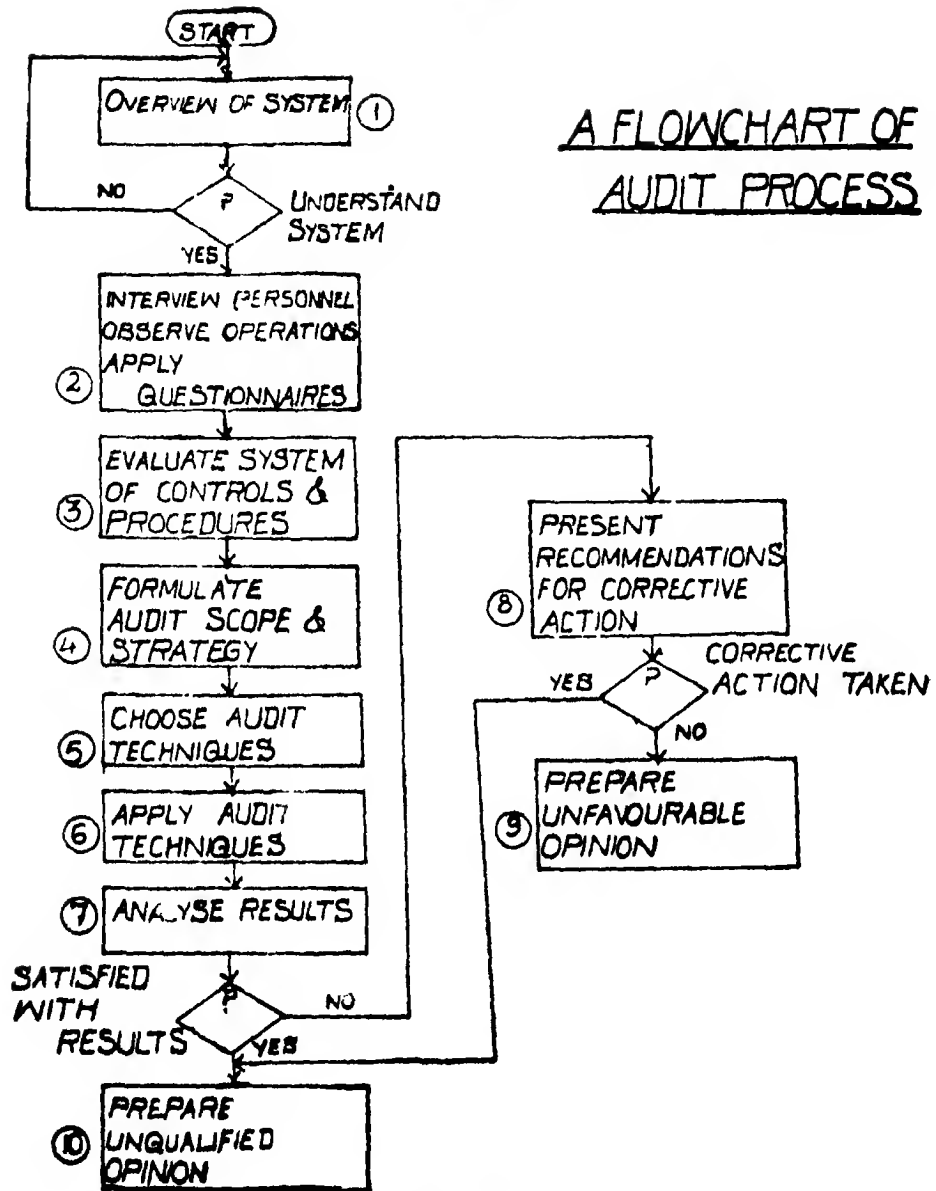 START
OVERVIEW OF SYSTEM
1
A FLOWCHART OF
AUDIT PROCESS
NO
?
UNDERSTAND
SYSTEM
YES
INTERVIEW PERSONNEL
OBSERVE OPERATIONS
APPLY
QUESTIONNAIRES
2
EVALUATE SYSTEM
OF CONTROLS &
PROCEDURES
3
FORMULATE
AUDIT SCOPE &
STRATEGY
4
CHOOSE AUDIT
TECHNIQUES
5
APPLY AUDIT
TECHNIQUES
6
7
ANALYSE RESULTS
SATISFIED
WITH
RESULTS
?
NO
YES
PRESENT
RECOMMENDATIONS
FOR CORRECTIVE
ACTION
8
?
CORRECTIVE
ACTION TAKEN
YES
NO
PREPARE
UNFAVOURABLE
OPINION
9
PREPARE
UNQUALIFIED
OPINION
10